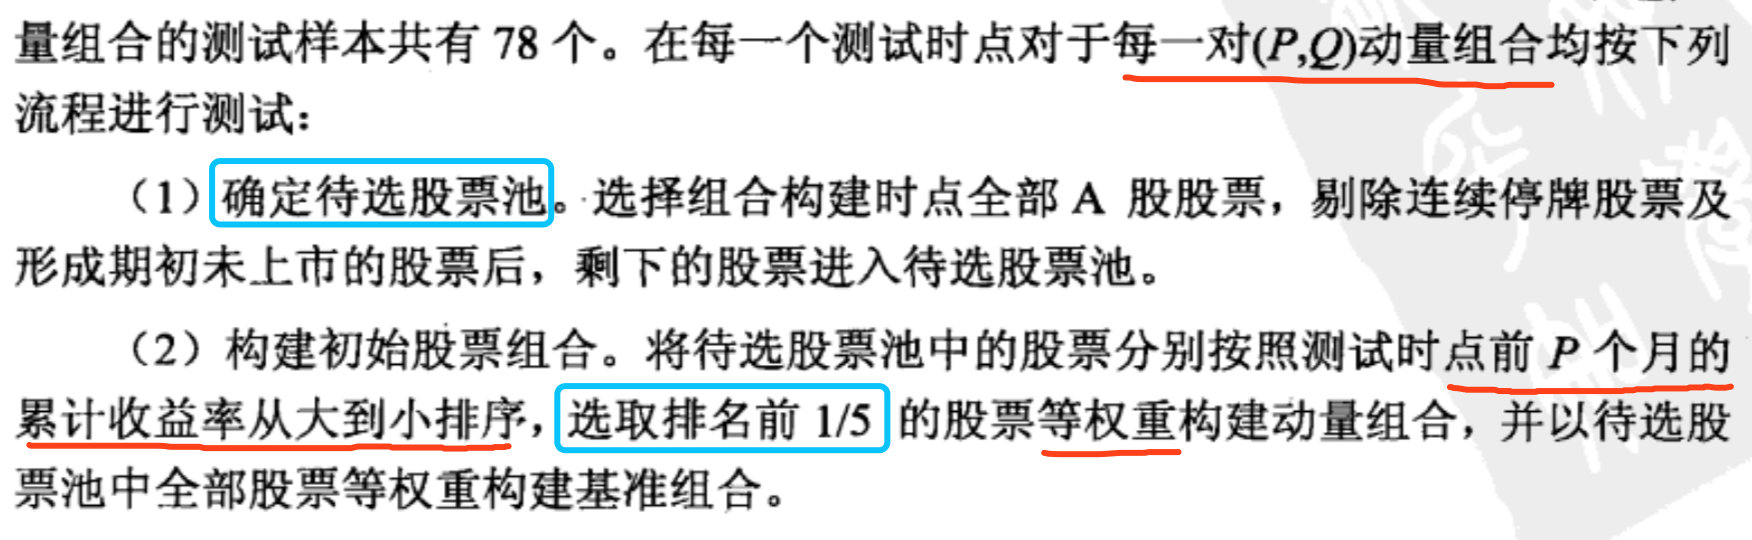 量组合的测试样本共有 78 个。在每一个测试时点对于每一对(P,Q)动量组合均按下列
流程进行测试：
（1）确定待选股票池。选择组合构建时点全部 A 股股票，剔除连续停牌股票及
形成期初未上市的股票后，剩下的股票进入待选股票池。
（2）构建初始股票组合。将待选股票池中的股票分别按照测试时点前 P 个月的
累计收益率从大到小排序，选取排名前 1/5 的股票等权重构建动量组合，并以待选股
票池中全部股票等权重构建基准组合。